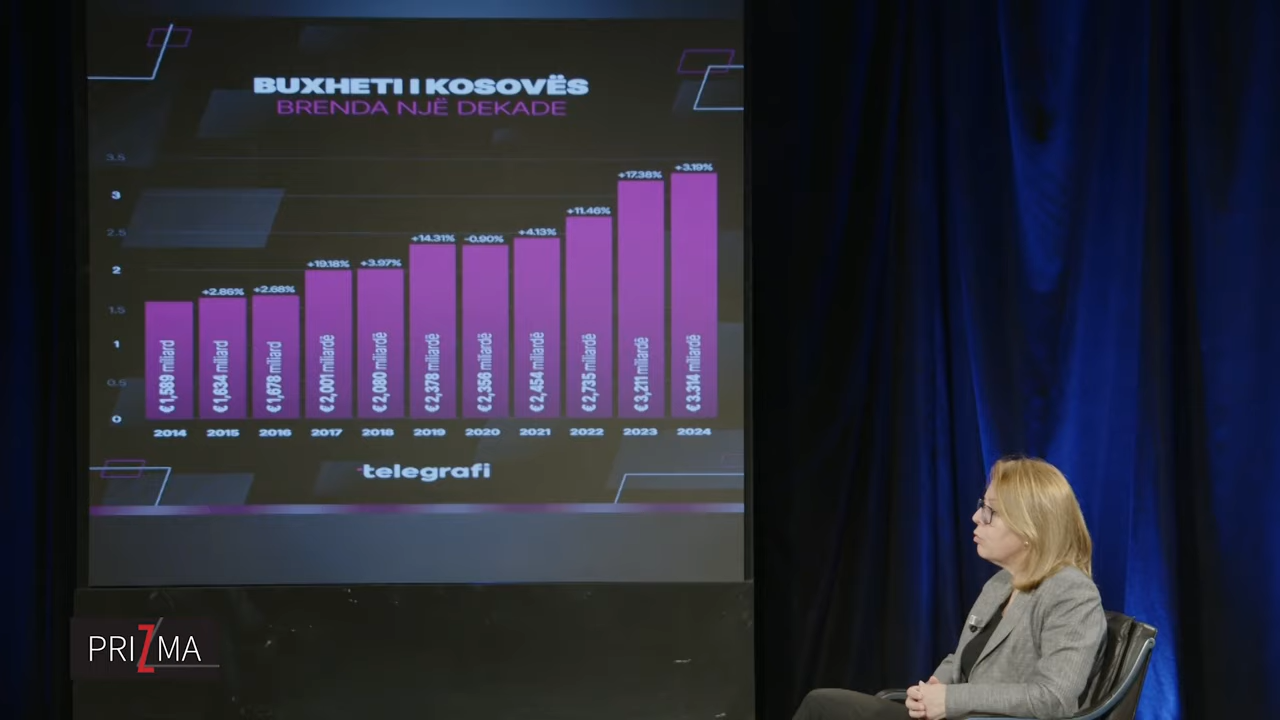 BUXHETI I KOSOVËS
BRENDA NJË DEKADE
3.5
3
2.5
2
1.5
1
0.5
0
+2.86%
+2.68%
+19.18%
+3.97%
+14.31%
-0.90%
+4.13%
+11.46%
+17.38%
+3.19%
€ 1,589 miliard
€ 1,634 miliard
€ 1,678 miliard
€ 2,001 miliardë
€ 2,080 miliardë
€ 2,378 miliardë
€ 2,356 miliardë
€ 2,454 miliardë
€ 2,735 miliardë
€ 3,211 miliardë
€ 3.314 miliardë
2014 2015 2016 2017 2018 2019 2020 2021 2022 2023 2024
telegrafi
PRIZMA